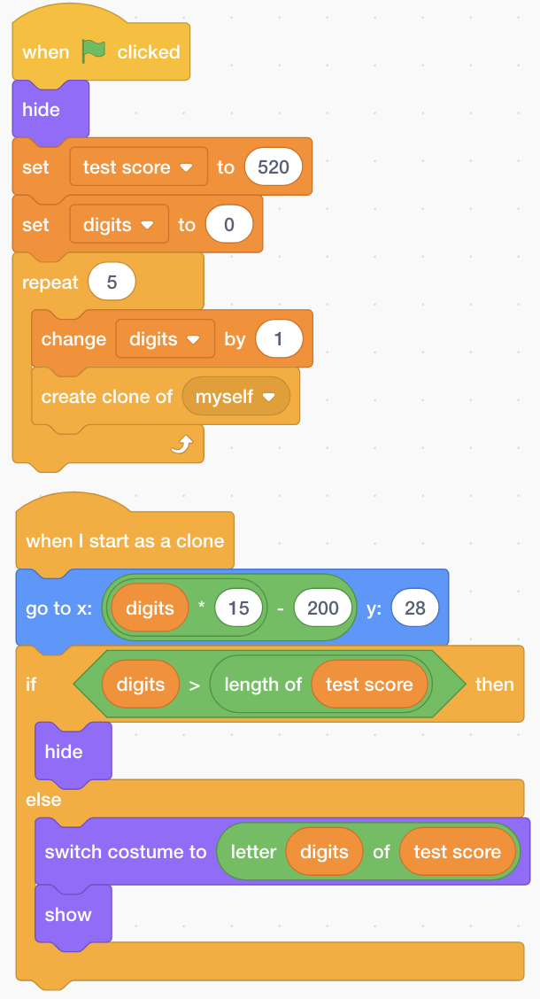 when clicked
hide
set test score to 520
set digits to 0
repeat 5
change digits by 1
create clone of myself
when I start as a clone
go to x: digits * 15 - 200 y: 28
if digits > length of test score then
hide
else
switch costume to letter digits of test score
show